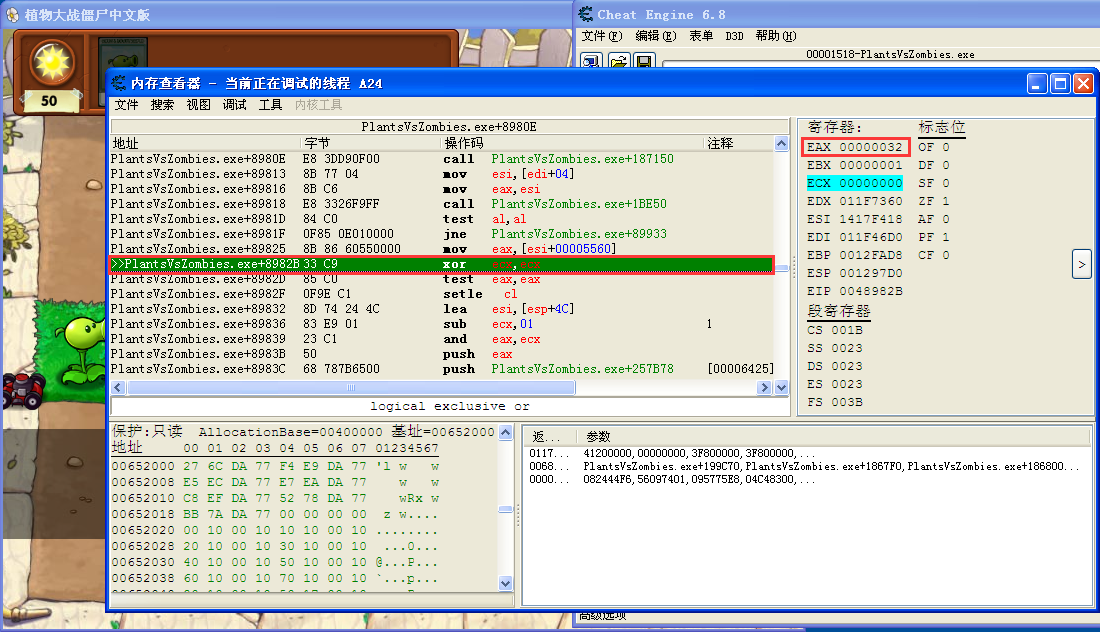 植物大战僵尸中文版
Cheat Engine 6.8
文件(F) 编辑(E) 表单 D3D 帮助(H)
00001518-PlantsVsZombies.exe
50
内存查看器 - 当前正在调试的线程 A24
文件 搜索 视图 调试 工具 内核工具
PlantsVsZombies.exe+8980E
地址 字节 操作码 注释
PlantsVsZombies.exe+8980E E8 3DD90F00 call PlantsVsZombies.exe+187150
PlantsVsZombies.exe+89813 8B 77 04 mov esi,[edi+04]
PlantsVsZombies.exe+89816 8B C6 mov eax,esi
PlantsVsZombies.exe+89818 E8 3326F9FF call PlantsVsZombies.exe+1BE50
PlantsVsZombies.exe+8981D 84 C0 test al,al
PlantsVsZombies.exe+8981F 0F85 0E010000 jne PlantsVsZombies.exe+89933
PlantsVsZombies.exe+89825 8B 86 60550000 mov eax,[esi+00005560]
>>PlantsVsZombies.exe+8982B 33 C9 xor ecx,ecx
PlantsVsZombies.exe+8982D 85 C0 test eax,eax
PlantsVsZombies.exe+8982F 0F9E C1 setle cl
PlantsVsZombies.exe+89832 8D 74 24 4C lea esi,[esp+4C]
PlantsVsZombies.exe+89836 83 E9 01 sub ecx,01 1
PlantsVsZombies.exe+89839 23 C1 and eax,ecx
PlantsVsZombies.exe+8983B 50 push eax
PlantsVsZombies.exe+8983C 68 787B6500 push PlantsVsZombies.exe+257B78 [00006425]
logical exclusive or
寄存器: 标志位
EAX 00000032 OF 0
EBX 00000001 DF 0
ECX 00000000 SF 0
EDX 011F7360 ZF 1
ESI 1417F418 AF 0
EDI 011F46D0 PF 1
EBP 0012FAD8 CF 0
ESP 001297D0
EIP 0048982B
段寄存器
CS 001B
SS 0023
DS 0023
ES 0023
FS 003B
>
保护:只读 AllocationBase=00400000 基址=00652000
地址 00 01 02 03 04 05 06 07 01234567
00652000 27 6C DA 77 F4 E9 DA 77 'l w w
00652008 E5 EC DA 77 E7 EA DA 77 w w
00652010 C8 EF DA 77 52 78 DA 77 wRx w
00652018 BB 7A DA 77 00 00 00 00 z w....
00652020 00 10 00 10 10 10 00 10 ........
00652028 20 10 00 10 30 10 00 10 ...0...
00652030 40 10 00 10 50 10 00 10 @...P...
00652038 60 10 00 10 70 10 00 10 `...p...
返... 参数
0117... 41200000,00000000,3F800000,3F800000,...
0068... PlantsVsZombies.exe+199C70,PlantsVsZombies.exe+1867F0,PlantsVsZombies.exe+186800...
0000... 082444F6,56097401,095775E8,04C48300,...
高级选项